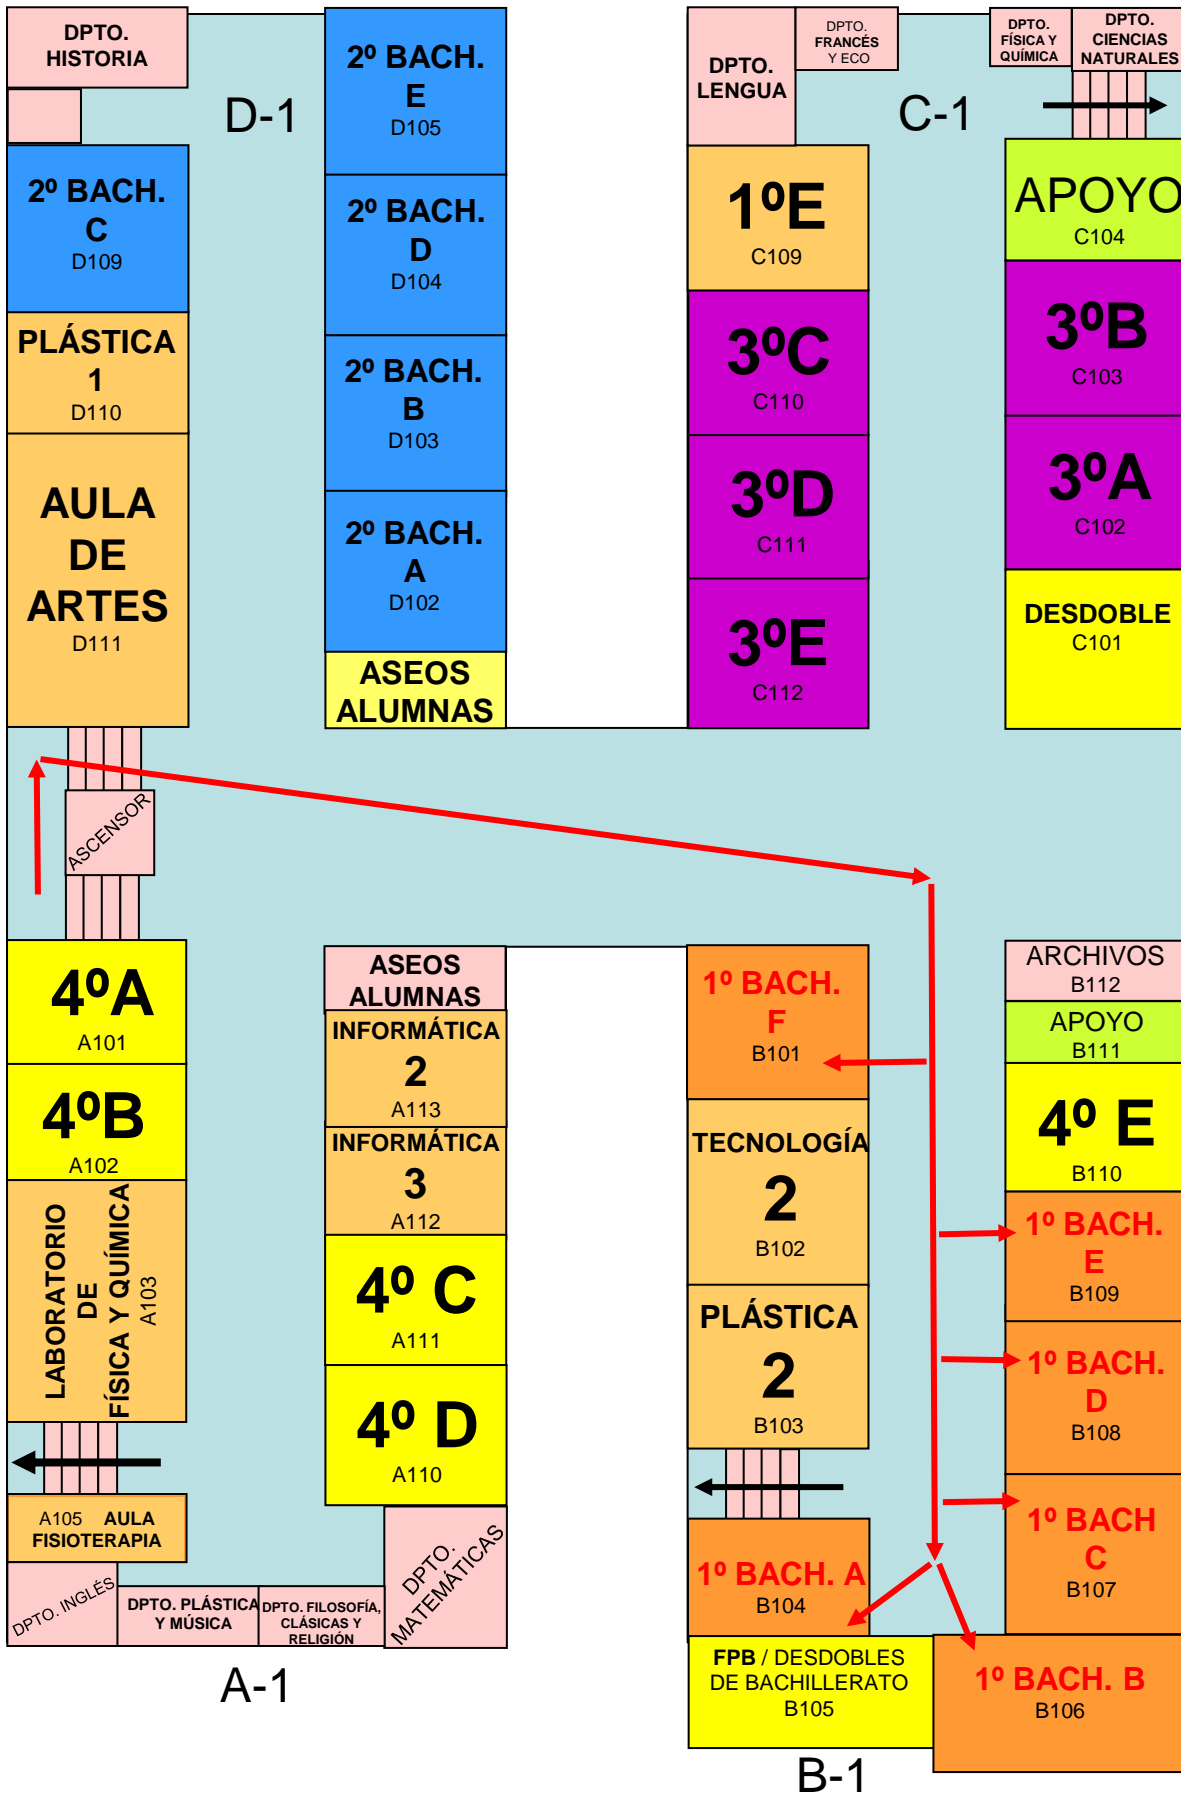 DPTO.
HISTORIA
D-1
2º BACH.
E
D105
2º BACH.
C
D109
2º BACH.
D
D104
PLÁSTICA
1
D110
2º BACH.
B
D103
AULA
DE
ARTES
D111
2º BACH.
A
D102
ASEOS
ALUMNAS
DPTO.
LENGUA
DPTO.
FRANCÉS
Y ECO
DPTO.
FÍSICA Y
QUÍMICA
DPTO.
CIENCIAS
NATURALES
C-1
1ºE
C109
APOYO
C104
3ºC
C110
3ºB
C103
3ºD
C111
3ºA
C102
3ºE
C112
DESDOBLE
C101
ASCENSOR
4ºA
A101
4ºB
A102
LABORATORIO
DE
FÍSICA Y QUÍMICA
A103
A105 AULA
FISIOTERAPIA
DPTO. INGLÉS
DPTO. PLÁSTICA
Y MÚSICA
DPTO. FILOSOFÍA,
CLÁSICAS Y
RELIGIÓN
DPTO.
MATEMÁTICAS
ASEOS
ALUMNAS
INFORMÁTICA
2
A113
INFORMÁTICA
3
A112
4º C
A111
4º D
A110
A-1
1º BACH.
F
B101
TECNOLOGÍA
2
B102
PLÁSTICA
2
B103
1º BACH. A
B104
FPB / DESDOBLES
DE BACHILLERATO
B105
ARCHIVOS
B112
APOYO
B111
4º E
B110
1º BACH.
E
B109
1º BACH.
D
B108
1º BACH
C
B107
1º BACH. B
B106
B-1